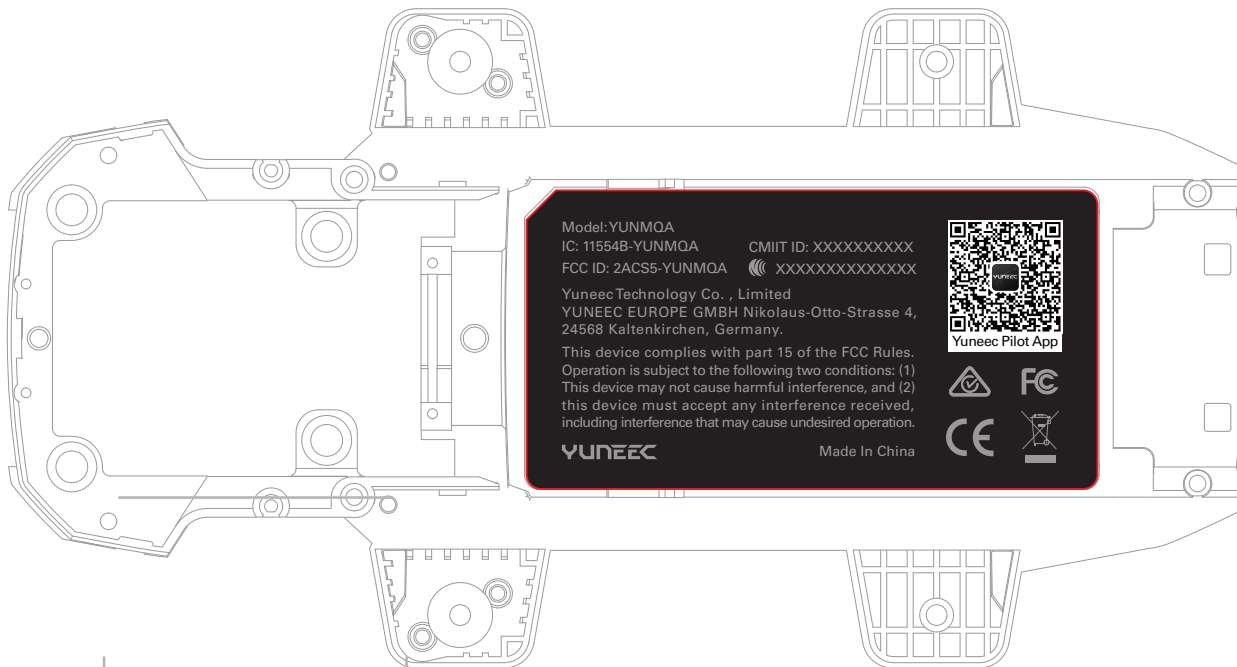 Model: YUNMQA
IC: 11554B-YUNMQA
CMIIT ID: XXXXXXXXXX
FCC ID: 2ACS5-YUNMQA
XXXXXXXXXXXXXX
Yuneec Technology Co. , Limited
YUNEEC EUROPE GMBH Nikolaus-Otto-Strasse 4,
24568 Kaltenkirchen, Germany.
This device complies with part 15 of the FCC Rules.
Operation is subject to the following two conditions: (1)
This device may not cause harmful interference, and (2)
this device must accept any interference received,
including interference that may cause undesired operation.
YUNEEC
Made In China
YUNEEC
Yuneec Pilot App
FC
CE